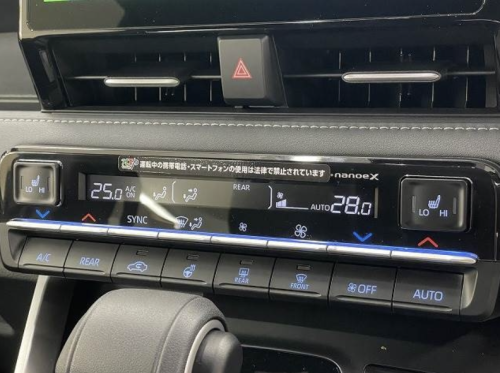 運転中の携帯電話・スマートフォンの使用は法律で禁止されています
nanoeX
LO HI
25.0 A/C ON
REAR
AUTO 28.0
LO HI
SYNC
A/C
REAR
REAR
FRONT
OFF
AUTO